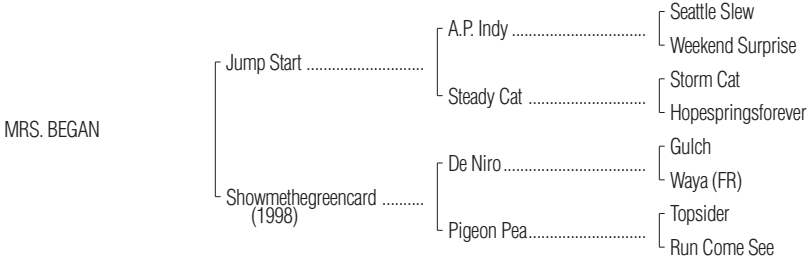 Seattle Slew
A.P. Indy ..............................
Weekend Surprise
Jump Start ..........................
Storm Cat
Steady Cat ..........................
Hopespringsforever
MRS. BEGAN
Gulch
De Niro................................
Waya (FR)
Showmethegreencard ..........
(1998)
Topsider
Pigeon Pea..........................
Run Come See